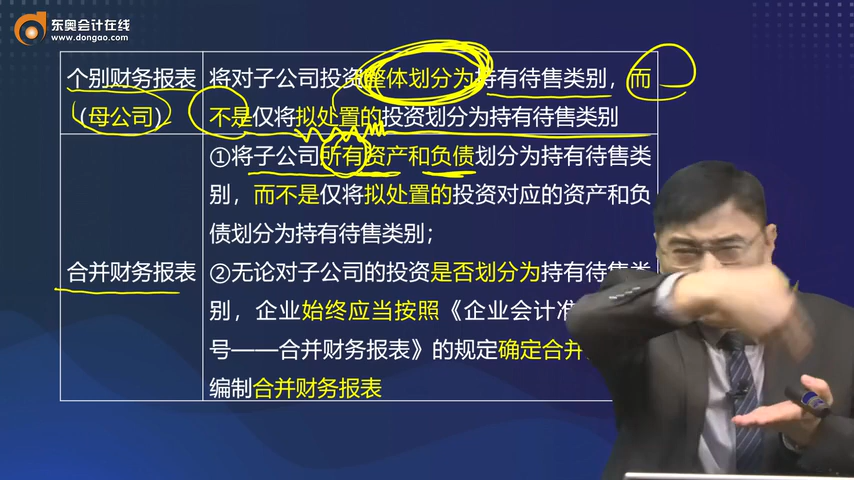 东奥会计在线
www.dongao.com
个别财务报表
（母公司）
将对子公司投资整体划分为持有待售类别，而
不是仅将拟处置的投资划分为持有待售类别
合并财务报表
①将子公司所有资产和负债划分为持有待售类
别，而不是仅将拟处置的投资对应的资产和负
债划分为持有待售类别；
②无论对子公司的投资是否划分为持有待售类
别，企业始终应当按照《企业会计准
号——合并财务报表》的规定确定合并
编制合并财务报表